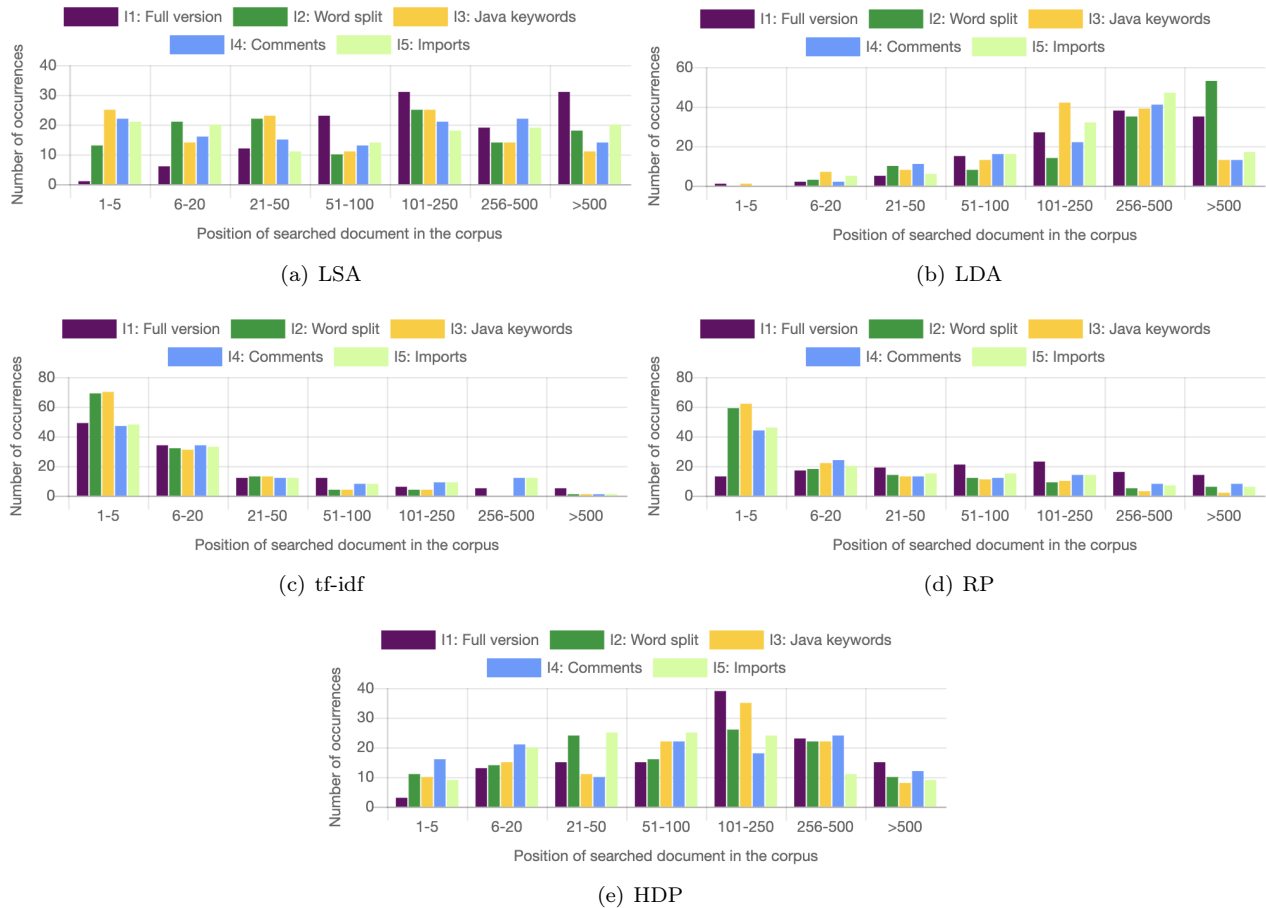 I1: Full version I2: Word split I3: Java keywords
I4: Comments I5: Imports
Number of occurrences
40
30
20
10
0
1-5 6-20 21-50 51-100 101-250 256-500 >500
Position of searched document in the corpus
(a) LSA
I1: Full version I2: Word split I3: Java keywords
I4: Comments I5: Imports
Number of occurrences
60
40
20
0
1-5 6-20 21-50 51-100 101-250 256-500 >500
Position of searched document in the corpus
(b) LDA
I1: Full version I2: Word split I3: Java keywords
I4: Comments I5: Imports
Number of occurrences
80
60
40
20
0
1-5 6-20 21-50 51-100 101-250 256-500 >500
Position of searched document in the corpus
(c) tf-idf
I1: Full version I2: Word split I3: Java keywords
I4: Comments I5: Imports
Number of occurrences
80
60
40
20
0
1-5 6-20 21-50 51-100 101-250 256-500 >500
Position of searched document in the corpus
(d) RP
I1: Full version I2: Word split I3: Java keywords
I4: Comments I5: Imports
Number of occurrences
40
30
20
10
0
1-5 6-20 21-50 51-100 101-250 256-500 >500
Position of searched document in the corpus
(e) HDP